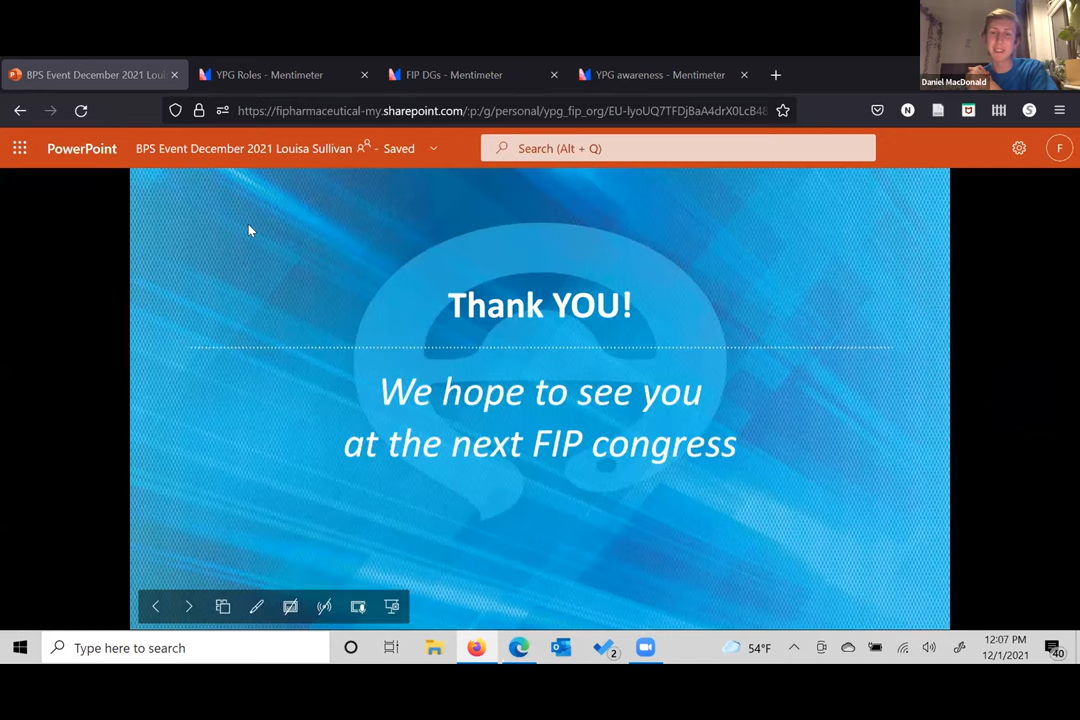 Daniel MacDonald
BPS Event December 2021 Loui
YPG Roles - Mentimeter
FIP DGs - Mentimeter
YPG awareness - Mentimeter
https://fipharmaceutical-my.sharepoint.com/:p:/g/personal/ypg_fip_org/EU-IyoUQ7TFDjBaA4drX0LcB48
N
S
PowerPoint
BPS Event December 2021 Louisa Sullivan - Saved
Search (Alt + Q)
F
Thank YOU!
We hope to see you
at the next FIP congress
Type here to search
2
54°F
12:07 PM
12/1/2021
40